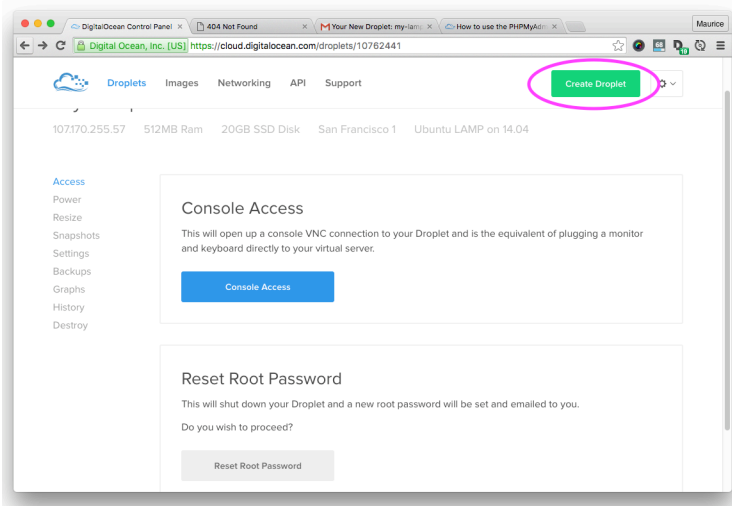 DigitalOcean Control Panel
404 Not Found
Your New Droplet: my-lamp
How to use the PHPMyAdm
Maurice
Digital Ocean, Inc. [US] https://cloud.digitalocean.com/droplets/10762441
68
19
Droplets Images Networking API Support
Create Droplet
107.170.255.57 512MB Ram 20GB SSD Disk San Francisco 1 Ubuntu LAMP on 14.04
Access
Power
Resize
Snapshots
Settings
Backups
Graphs
History
Destroy
Console Access
This will open up a console VNC connection to your Droplet and is the equivalent of plugging a monitor
and keyboard directly to your virtual server.
Console Access
Reset Root Password
This will shut down your Droplet and a new root password will be set and emailed to you.
Do you wish to proceed?
Reset Root Password